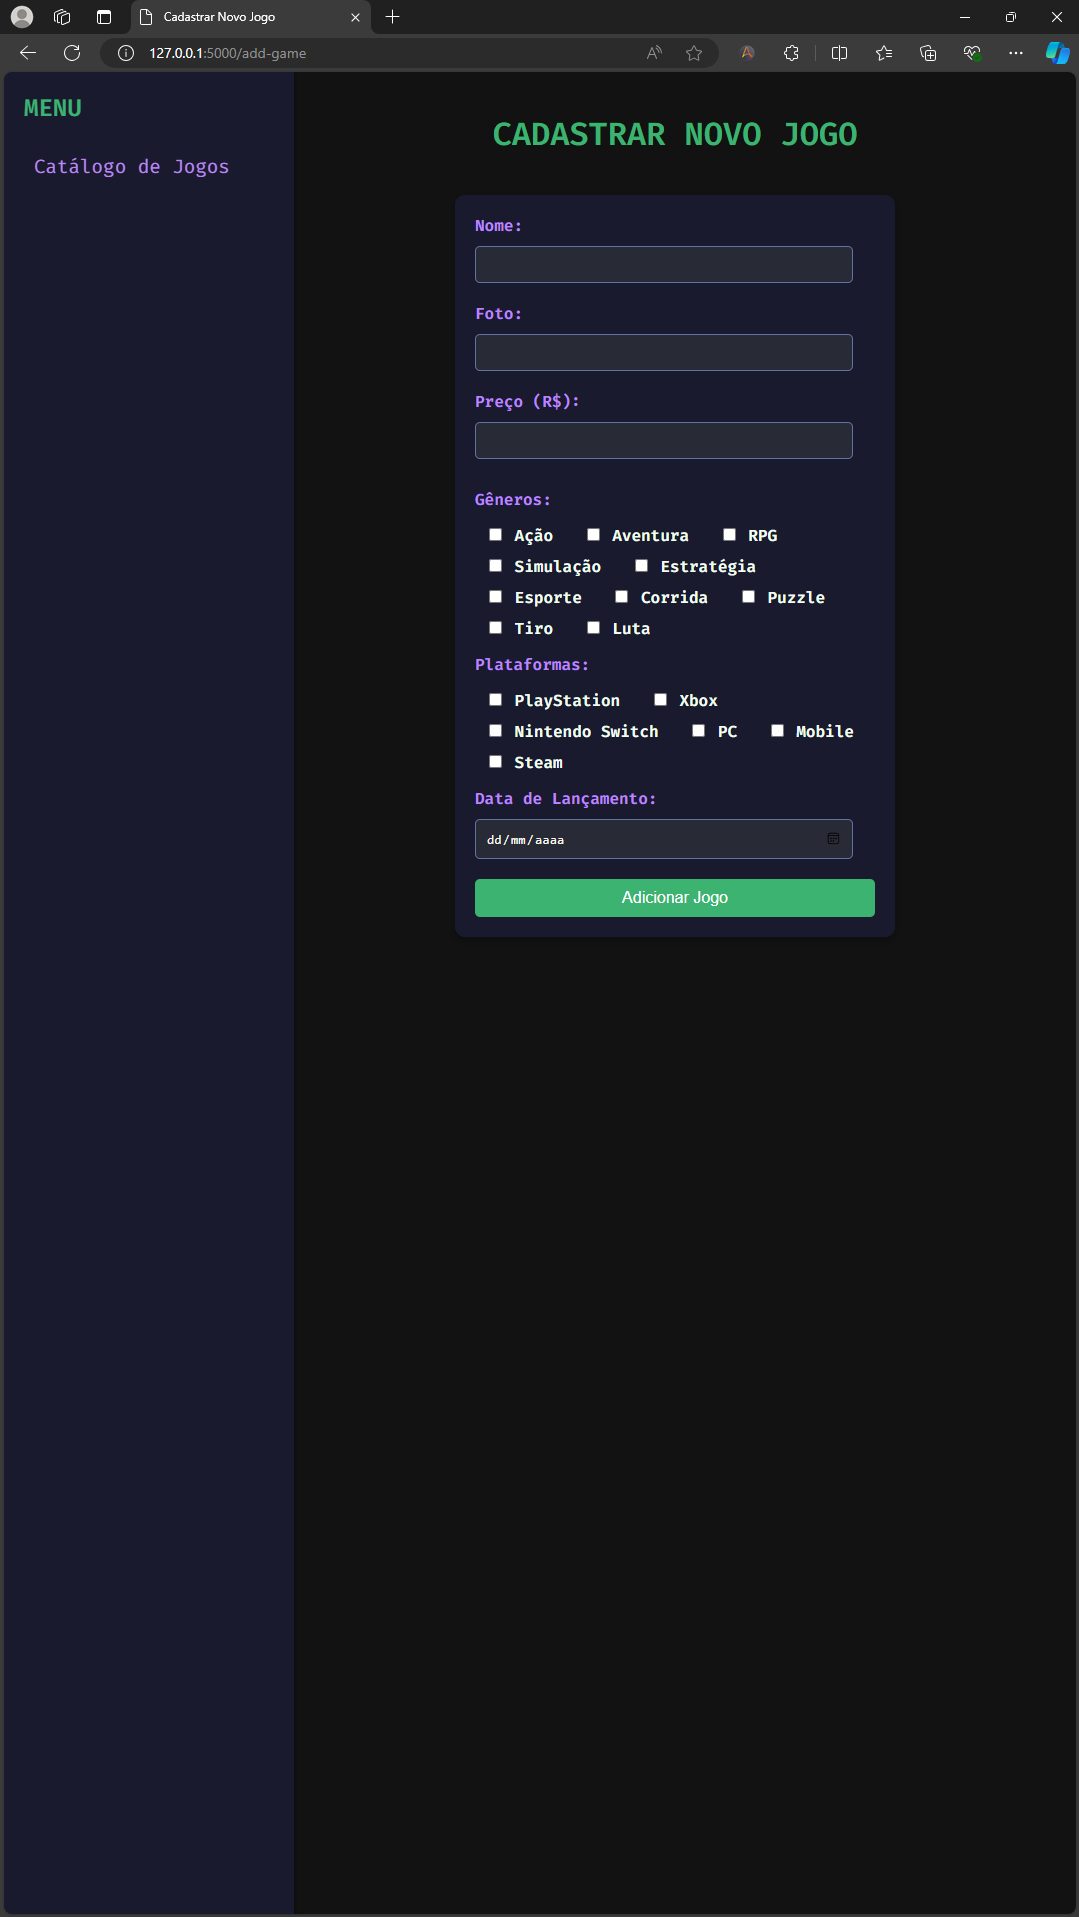 Cadastrar Novo Jogo
127.0.0.1:5000/add-game
MENU
Catálogo de Jogos
CADASTRAR NOVO JOGO
Nome:
Foto:
Preço (R$):
Gêneros:
Ação Aventura RPG
Simulação Estratégia
Esporte Corrida Puzzle
Tiro Luta
Plataformas:
PlayStation Xbox
Nintendo Switch PC Mobile
Steam
Data de Lançamento:
dd/mm/aaaa
Adicionar Jogo